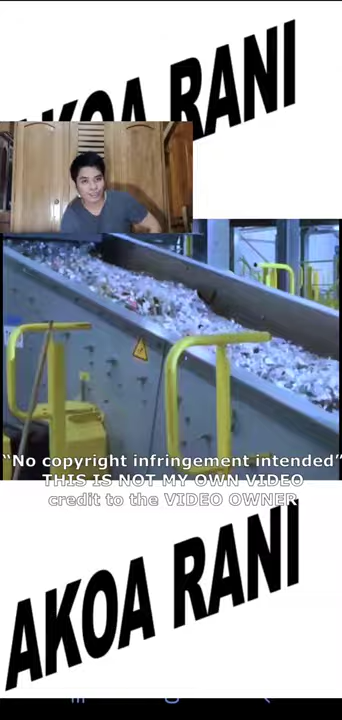 AKOA RANI
“No copyright infringement intended”
THIS IS NOT MY OWN VIDEO
credit to the VIDEO OWNER
AKOA RANI